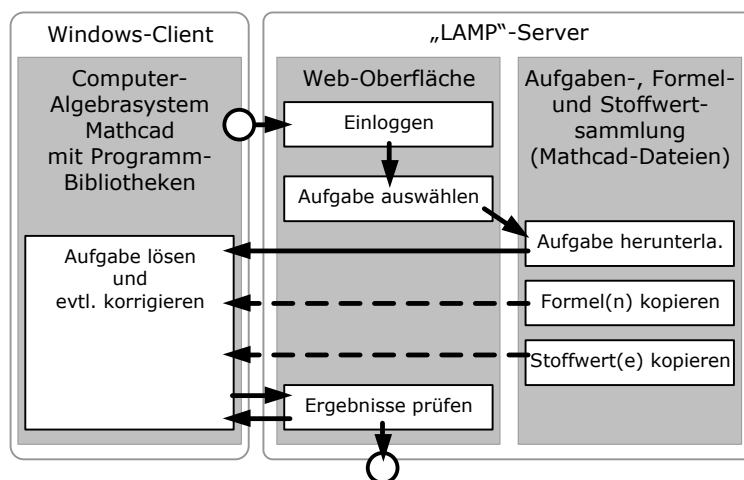 Windows-Client
„LAMP“-Server
Computer-
Algebrasystem
Mathcad
mit Programm-
Bibliotheken
Web-Oberfläche
Aufgaben-, Formel-
und Stoffwert-
sammlung
(Mathcad-Dateien)
Einloggen
Aufgabe auswählen
Aufgabe herunterla.
Aufgabe lösen
und
evtl. korrigieren
Formel(n) kopieren
Stoffwert(e) kopieren
Ergebnisse prüfen